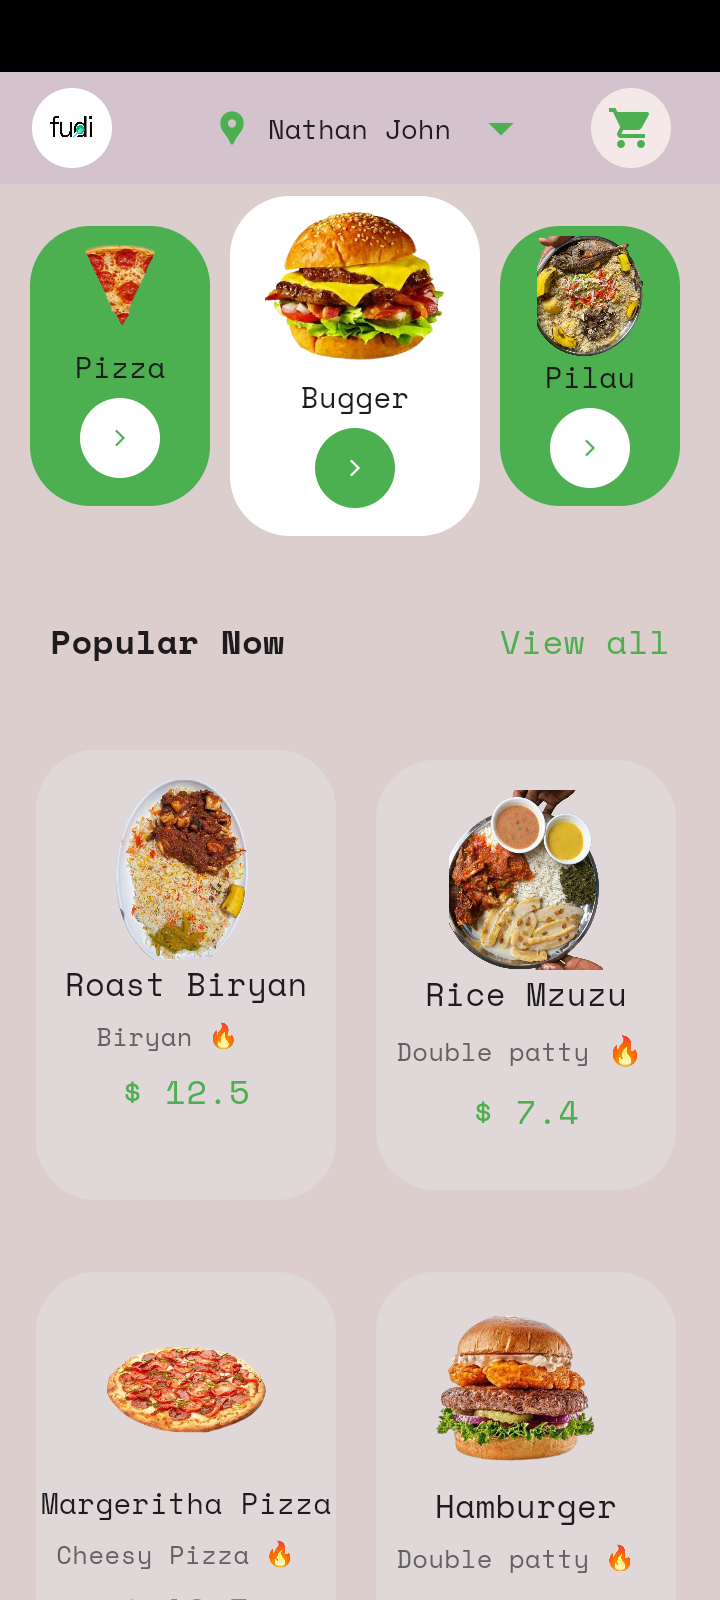 fudi
Nathan John
Pizza
Bugger
Pilau
Popular Now
View all
Roast Biryan
Biryan 🔥
$ 12.5
Rice Mzuzu
Double patty 🔥
$ 7.4
Margeritha Pizza
Cheesy Pizza 🔥
Hamburger
Double patty 🔥